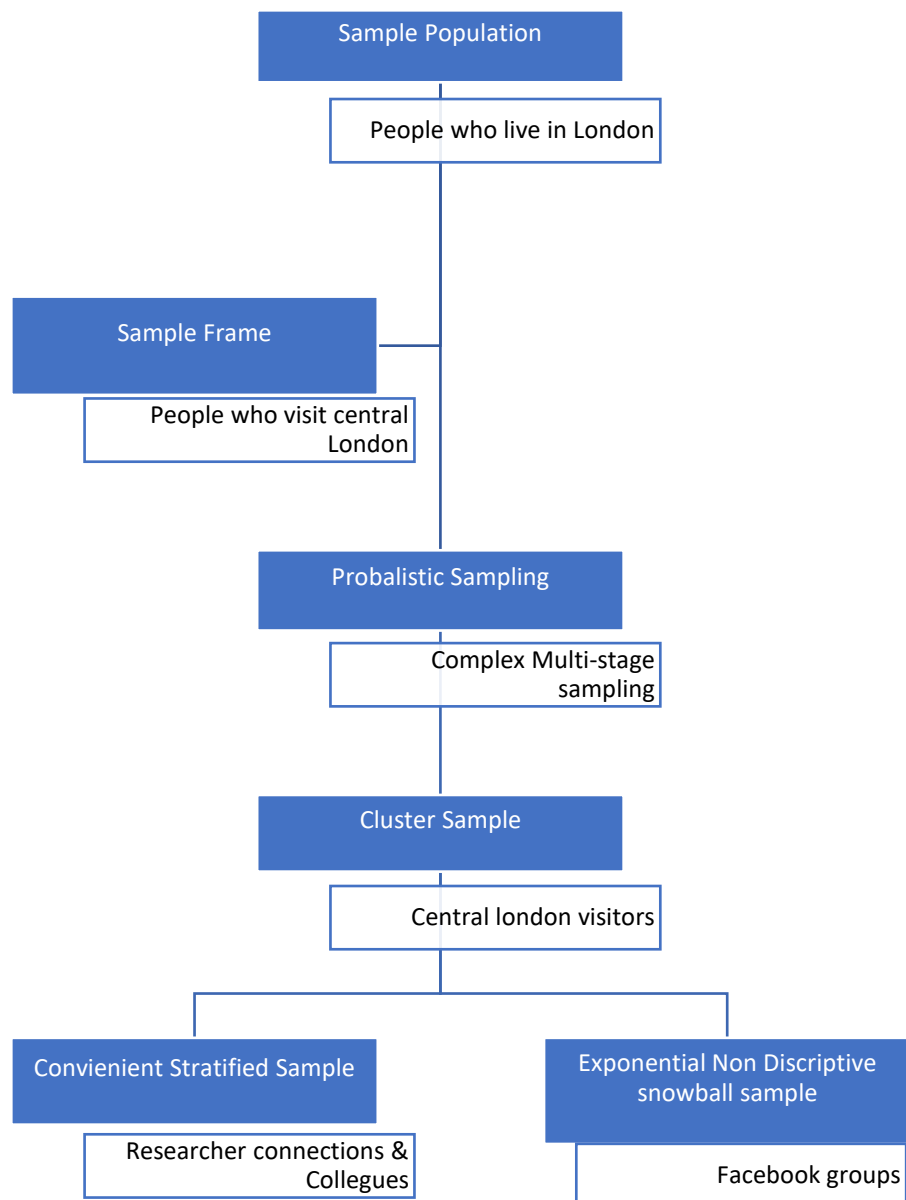 Sample Population
People who live in London
Sample Frame
People who visit central
London
Probalistic Sampling
Complex Multi-stage
sampling
Cluster Sample
Central london visitors
Convienient Stratified Sample
Researcher connections &
Collegues
Exponential Non Discriptive
snowball sample
Facebook groups